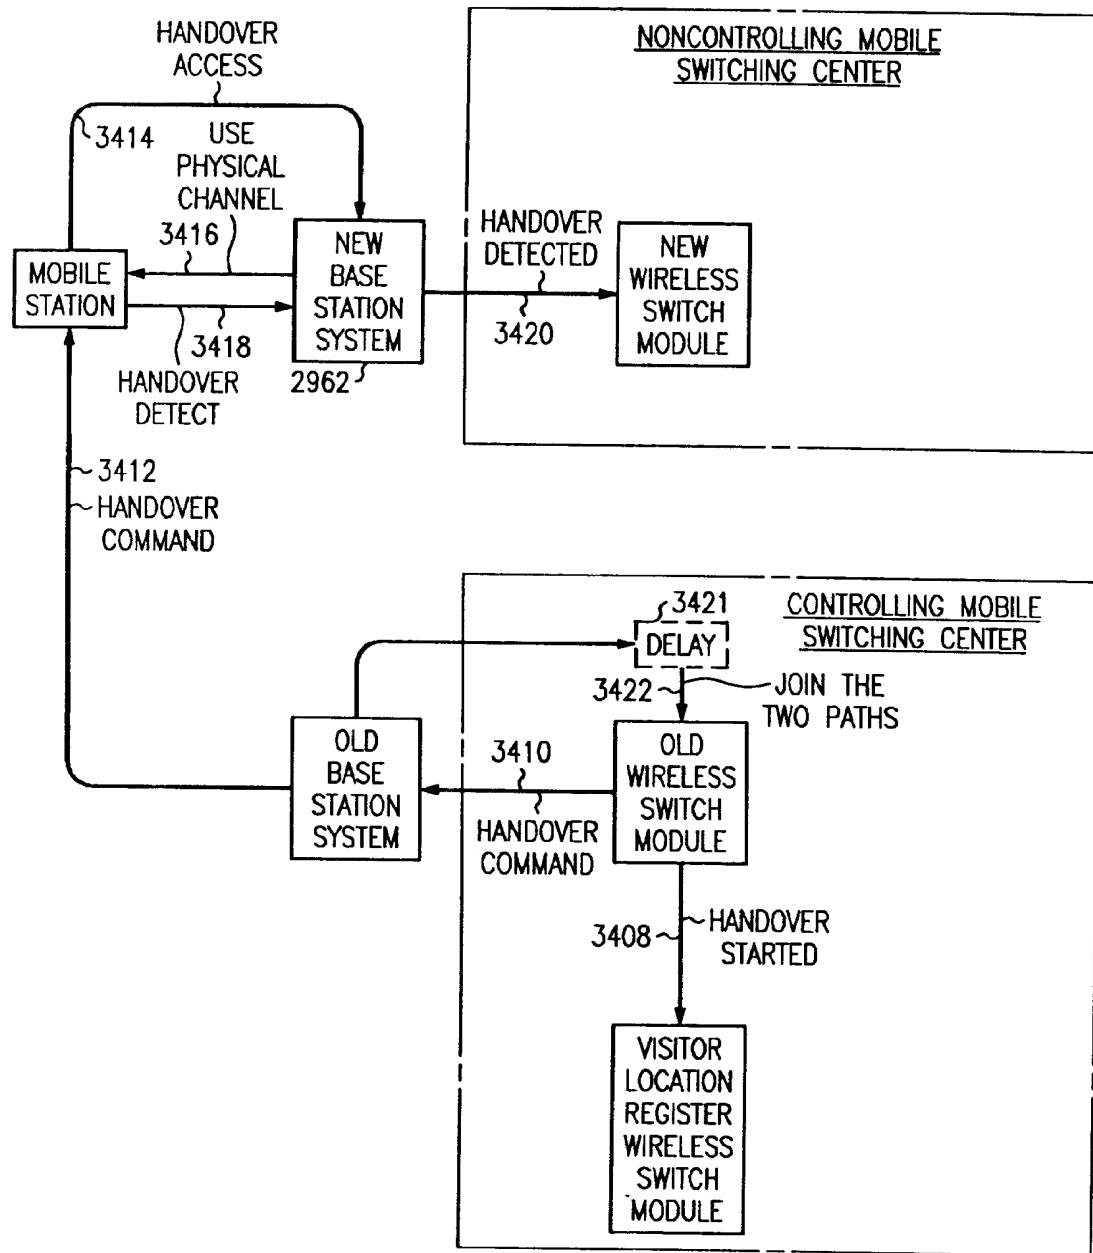 HANDOVER
ACCESS
NONCONTROLLING MOBILE
SWITCHING CENTER
3414
USE
PHYSICAL
CHANNEL
3416
MOBILE
STATION
3418
HANDOVER
DETECT
NEW
BASE
STATION
SYSTEM
2962
HANDOVER
DETECTED
3420
NEW
WIRELESS
SWITCH
MODULE
3412
HANDOVER
COMMAND
CONTROLLING MOBILE
SWITCHING CENTER
3421
DELAY
3422
JOIN THE
TWO PATHS
OLD
BASE
STATION
SYSTEM
3410
HANDOVER
COMMAND
OLD
WIRELESS
SWITCH
MODULE
3408
HANDOVER
STARTED
VISITOR
LOCATION
REGISTER
WIRELESS
SWITCH
MODULE